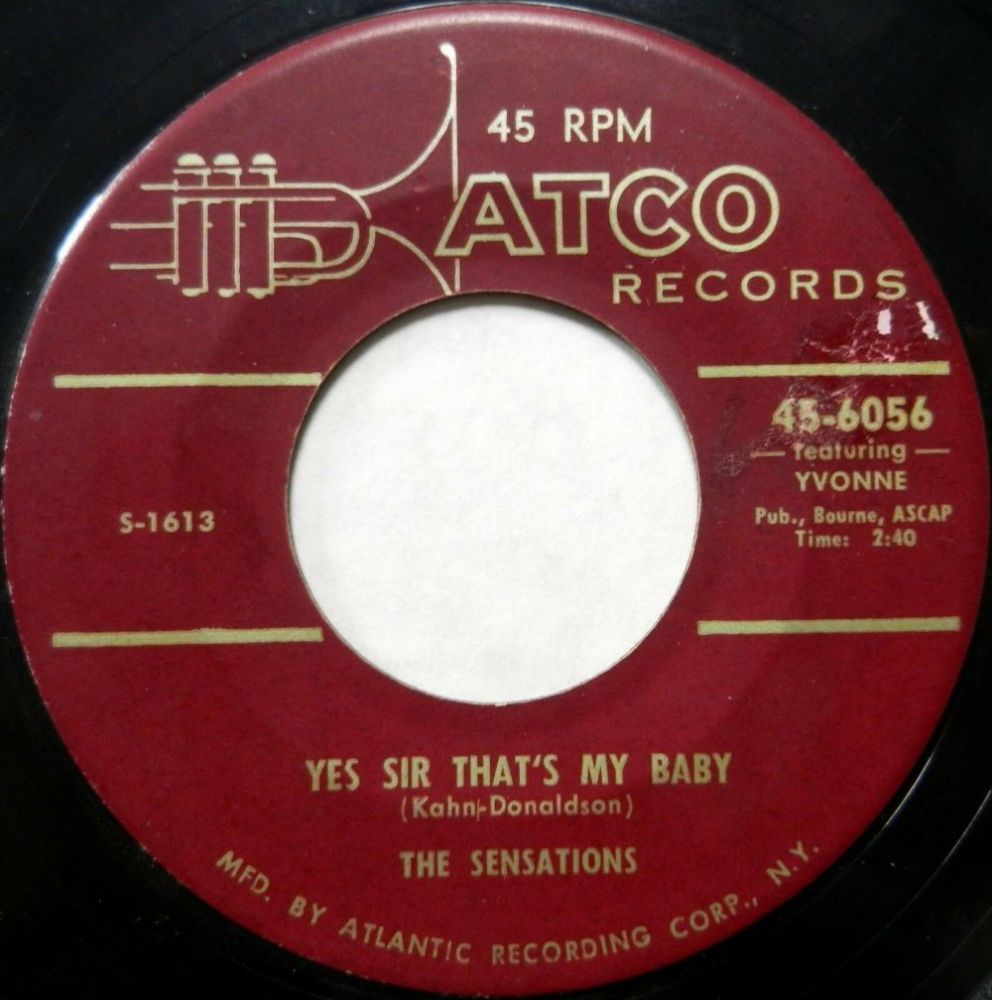 45 RPM
ATCO
RECORDS
45-6056
featuring
YVONNE
Pub., Bourne, ASCAP
Time: 2:40
S-1613
YES SIR THAT'S MY BABY
(Kahn-Donaldson)
THE SENSATIONS
MFD. BY ATLANTIC RECORDING CORP., N.Y.